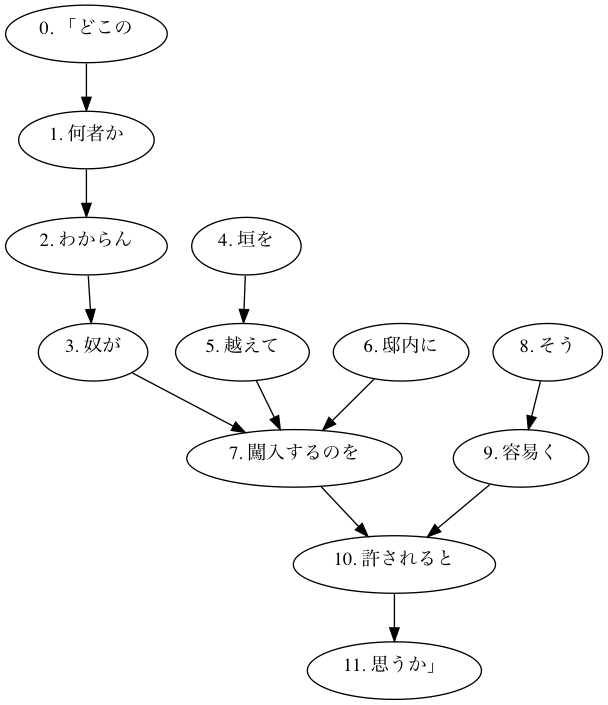 0. 「どこの
1. 何者か
2. わからん
4. 垣を
3. 奴が
5. 越えて
6. 邸内に
8. そう
7. 闖入するのを
9. 容易く
10. 許されると
11. 思うか」